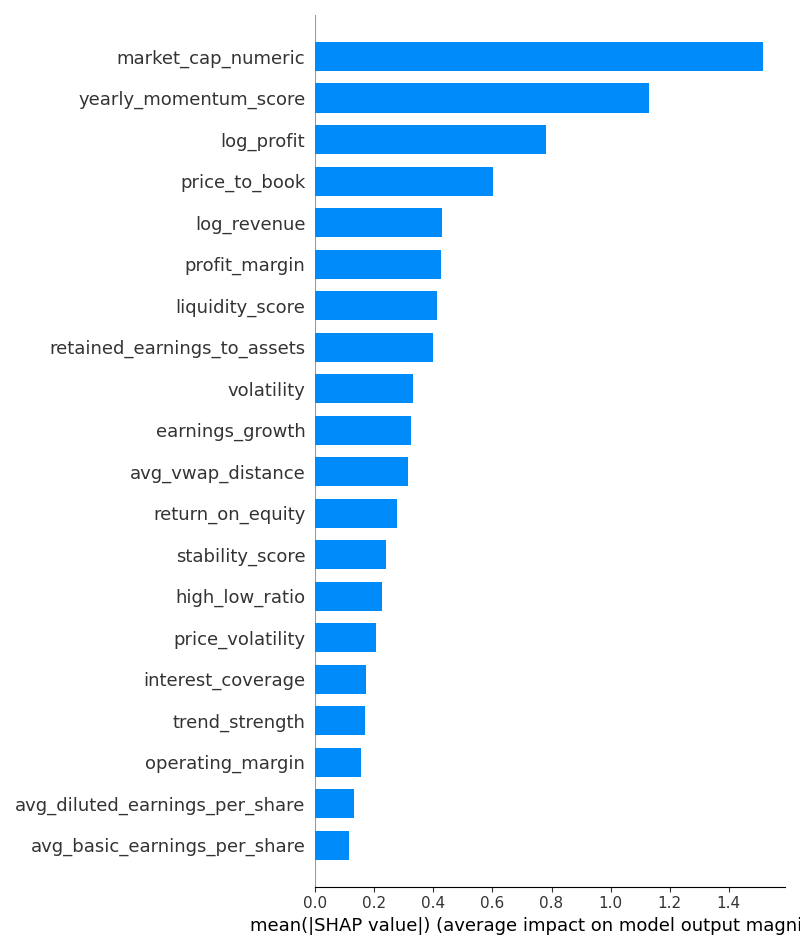 market_cap_numeric
yearly_momentum_score
log_profit
price_to_book
log_revenue
profit_margin
liquidity_score
retained_earnings_to_assets
volatility
earnings_growth
avg_vwap_distance
return_on_equity
stability_score
high_low_ratio
price_volatility
interest_coverage
trend_strength
operating_margin
avg_diluted_earnings_per_share
avg_basic_earnings_per_share
0.0 0.2 0.4 0.6 0.8 1.0 1.2 1.4
mean(|SHAP value|) (average impact on model output magni